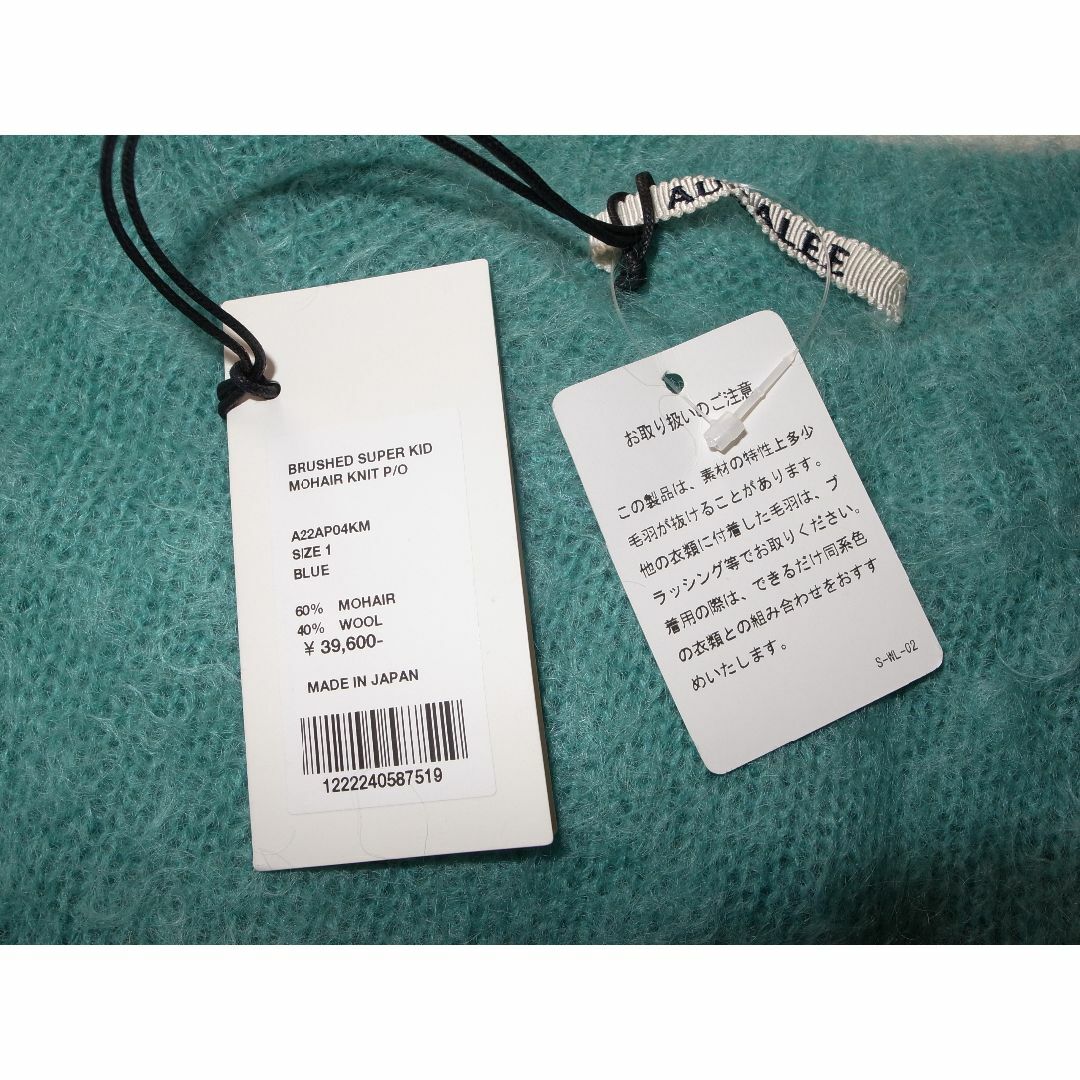 BRUSHED SUPER KID
MOHAIR KNIT P/O
A22AP04KM
SIZE 1
BLUE
60% MOHAIR
40% WOOL
¥ 39,600-
MADE IN JAPAN
1222240587519
ALEE
お取り扱いのご注意
この製品は、素材の特性上多少
毛羽が抜けることがあります。
他の衣類に付着した毛羽は、ブ
ラッシング等でお取りください。
着用の際は、できるだけ同系色
の衣類との組み合わせをおすす
めいたします。
S-WL-02